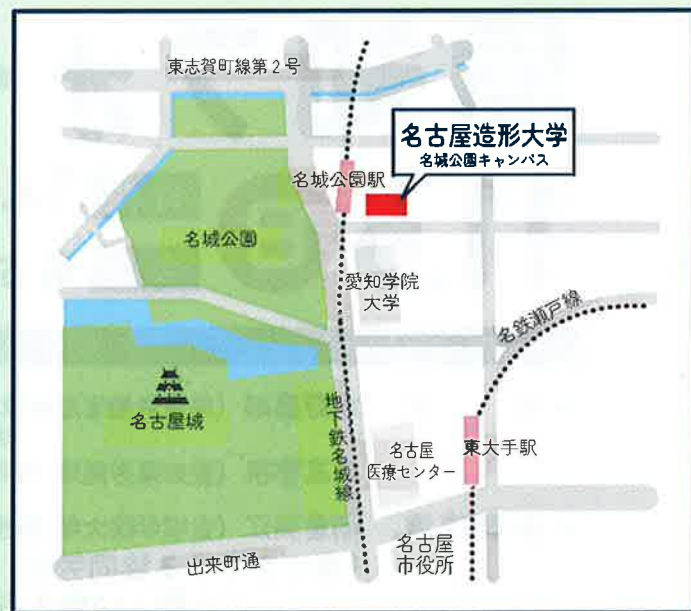 東志賀町線第2号
名古屋造形大学
名城公園キャンパス
名城公園駅
名城公園
愛知学院
大学
名鉄瀬戸線
名古屋城
地下鉄名城線
名古屋
医療センター
東大手駅
出来町通
名古屋
市役所